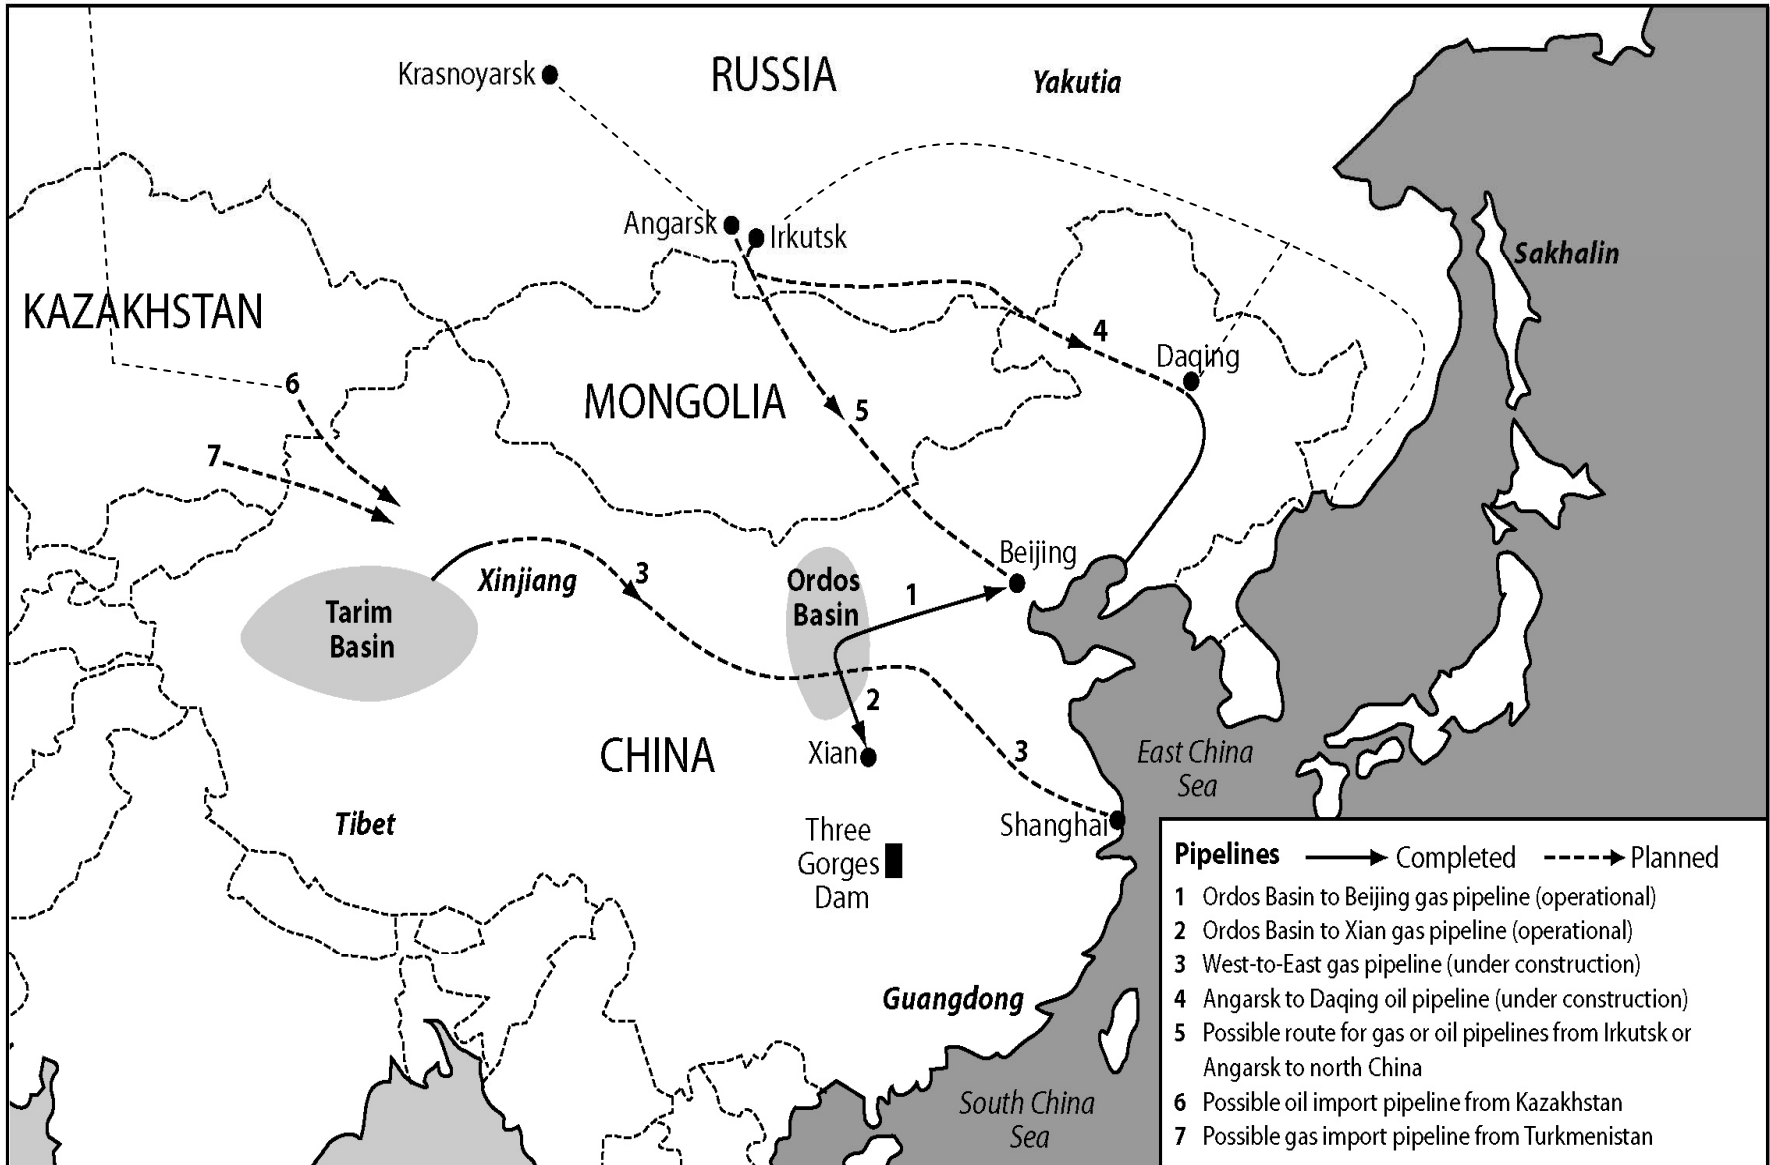 Krasnoyarsk
RUSSIA
Yakutia
Angarsk
Irkutsk
Sakhalin
KAZAKHSTAN
4
Daqing
6
MONGOLIA
5
7
Beijing
Ordos
Basin
Xinjiang
3
1
Tarim
Basin
2
CHINA
Xian
3
East China
Sea
Tibet
Three
Gorges
Dam
Shanghai
Guangdong
South China
Sea
Pipelines Completed Planned
1 Ordos Basin to Beijing gas pipeline (operational)
2 Ordos Basin to Xian gas pipeline (operational)
3 West-to-East gas pipeline (under construction)
4 Angarsk to Daqing oil pipeline (under construction)
5 Possible route for gas or oil pipelines from Irkutsk or
Angarsk to north China
6 Possible oil import pipeline from Kazakhstan
7 Possible gas import pipeline from Turkmenistan